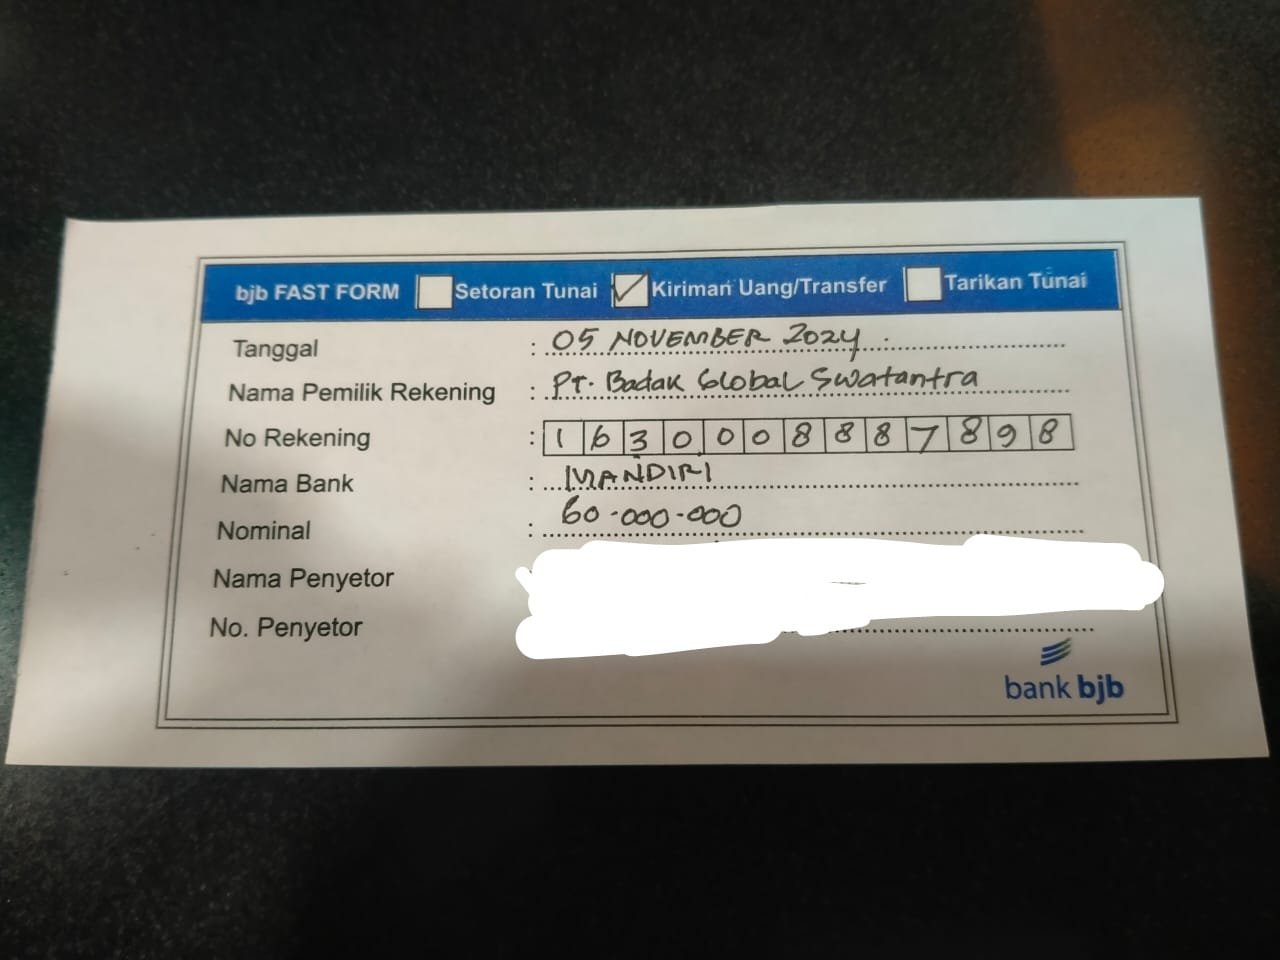 bjb FAST FORM Setoran Tunai Kiriman Uang/Transfer Tarikan Tunai
Tanggal : 05 NOVEMBER 2024
Nama Pemilik Rekening : PT. Badak Global Swatantra
No Rekening : 1630008887898
Nama Bank : MANDIRI
Nominal : 60.000.000
Nama Penyetor
No. Penyetor
bank bjb